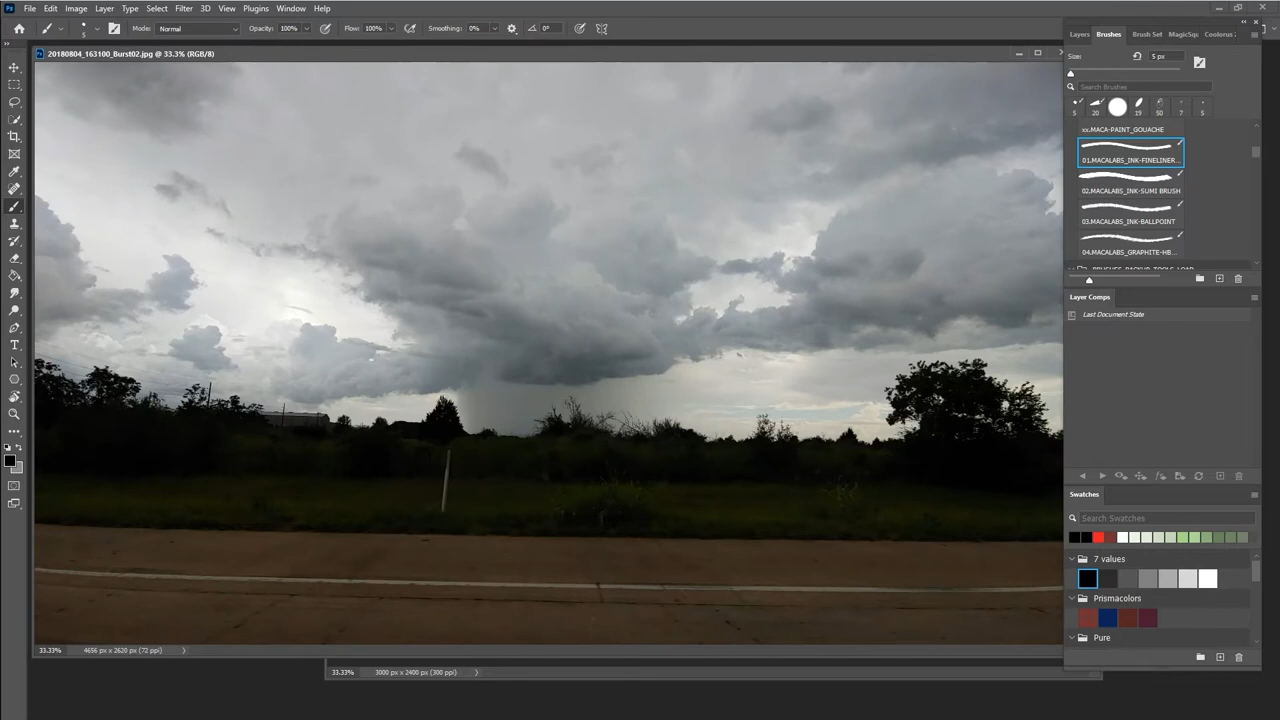 Ps File Edit Image Layer Type Select Filter 3D View Plugins Window Help
5 Mode: Normal Opacity: 100% Flow: 100% Smoothing: 0% 0°
20180804_163100_Burst02.jpg @ 33.3% (RGB/8)
Layers Brushes Brush Set MagicSqu Coolorus 2
Size: 5 px
Search Brushes
5 20 19 50 7 5
xx.MACA-PAINT_GOUACHE
01.MACALABS_INK-FINELINER...
02.MACALABS_INK-SUMI BRUSH
03.MACALABS_INK-BALLPOINT
04.MACALABS_GRAPHITE-HB...
BRUSHES_BACKUP_TOOLS_LOAD
Layer Comps
Last Document State
Swatches
Search Swatches
7 values
Prismacolors
Pure
33.33% 4656 px x 2620 px (72 ppi)
33.33% 3000 px x 2400 px (300 ppi)